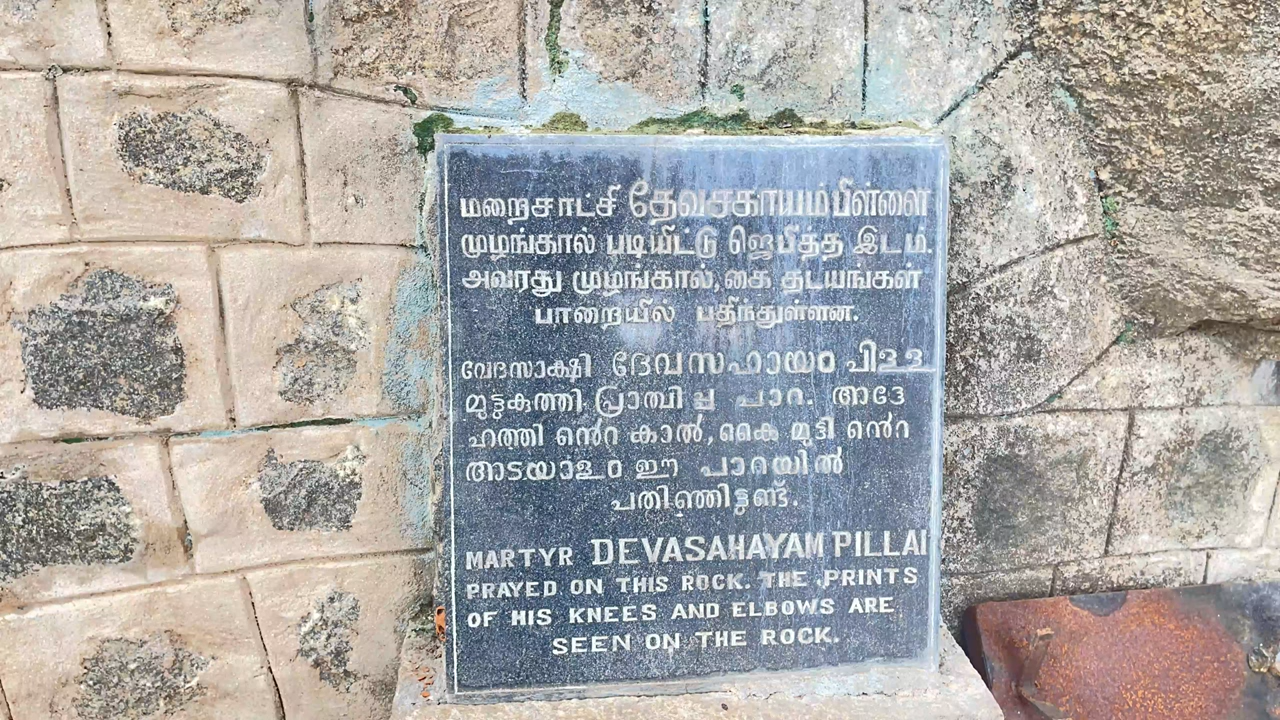 மறைசாட்சி தேவசகாயம்பிள்ளை
முழங்கால் படியிட்டு ஜெபித்த இடம்.
அவரது முழங்கால்,கை தடயங்கள்
பாறையில் பதிந்துள்ளன.
വേദസാക്ഷി ദേവസഹായം പിള്ള
മുട്ടുകുത്തി പ്രാത്ഥിച്ച പാറ. അദേ
ഹത്തിൻെറ കാൽ,കൈ മുട്ടിൻെറ
അടയാളം ഈ പാറയിൽ
പതിഞ്ഞിട്ടുണ്ട്.
MARTYR DEVASAHAYAM PILLAI
PRAYED ON THIS ROCK. THE PRINTS
OF HIS KNEES AND ELBOWS ARE
SEEN ON THE ROCK.